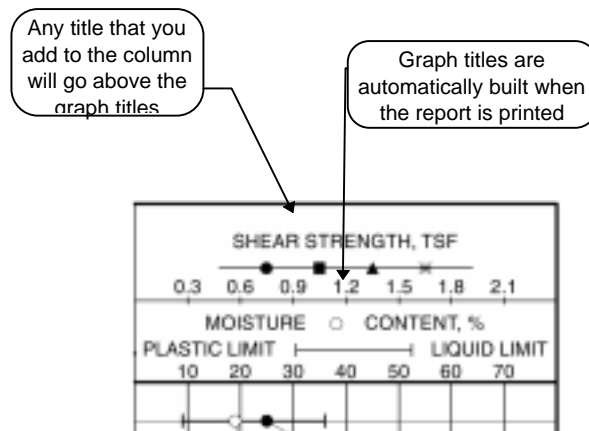 Any title that you
add to the column
will go above the
graph titles
Graph titles are
automatically built when
the report is printed
SHEAR STRENGTH, TSF
0.3 0.6 0.9 1.2 1.5 1.8 2.1
MOISTURE CONTENT, %
PLASTIC LIMIT LIQUID LIMIT
10 20 30 40 50 60 70